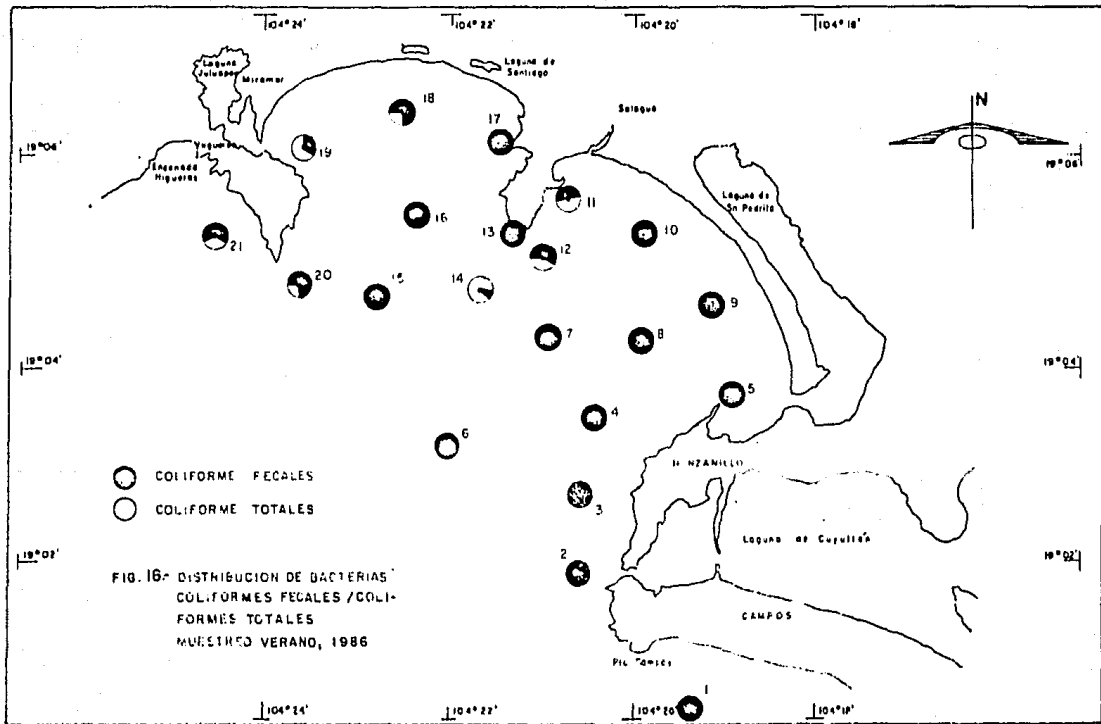 104° 24'
104° 22'
104° 20'
104° 18'
Laguna
Juluapan
Miramar
Laguna de
Santiago
Salagua
N
19° 06'
19° 06'
Ensenada
Higueras
Laguna de
Sn Pedrito
18
17
19
16
11
21
13
10
12
20
15
14
9
7
8
19° 04'
19° 04'
5
4
6
MANZANILLO
COLIFORME FECALES
COLIFORME TOTALES
3
Laguna de Cuyutlán
2
19° 02'
19° 02'
FIG. 16.- DISTRIBUCION DE BACTERIAS
COLIFORMES FECALES / COLI-
FORMES TOTALES
MUESTREO VERANO, 1986
CAMPOS
1
104° 24'
104° 22'
104° 20'
104° 18'